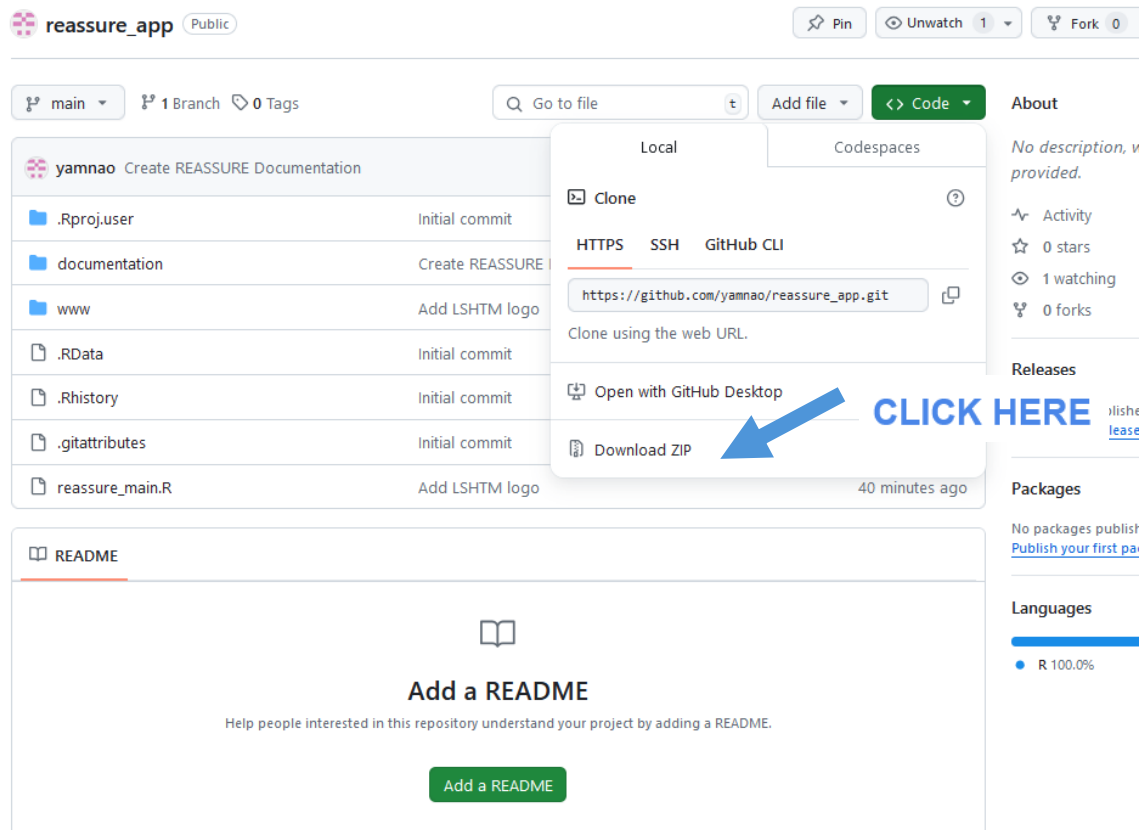 reassure_app Public
Pin
Unwatch 1
Fork 0
main
1 Branch
0 Tags
Go to file t
Add file
<> Code
About
yamnao Create REASSURE Documentation
.Rproj.user Initial commit
documentation Create REASSURE
www Add LSHTM logo
.RData Initial commit
.Rhistory Initial commit
.gitattributes Initial commit
reassure_main.R Add LSHTM logo 40 minutes ago
Local Codespaces
Clone
HTTPS SSH GitHub CLI
https://github.com/yamnao/reassure_app.git
Clone using the web URL.
Open with GitHub Desktop
Download ZIP
CLICK HERE
README
Add a README
Help people interested in this repository understand your project by adding a README.
Add a README
No description,
provided.
Activity
0 stars
1 watching
0 forks
Releases
Packages
No packages publish
Publish your first pa
Languages
R 100.0%